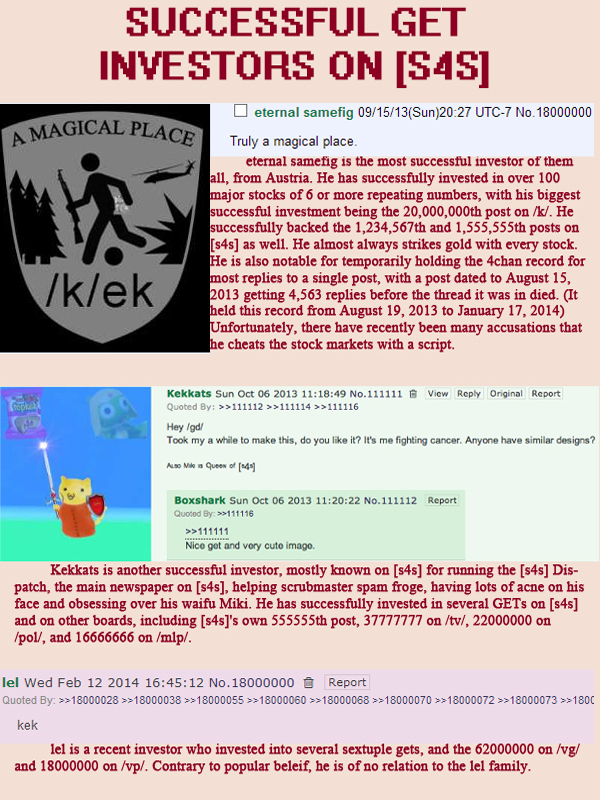 SUCCESSFUL GET
INVESTORS ON [S4S]
A MAGICAL PLACE
/k/ek
eternal samefig 09/15/13(Sun)20:27 UTC-7 No.18000000
Truly a magical place.
eternal samefig is the most successful investor of them
all, from Austria. He has successfully invested in over 100
major stocks of 6 or more repeating numbers, with his biggest
successful investment being the 20,000,000th post on /k/. He
successfully backed the 1,234,567th and 1,555,555th posts on
[s4s] as well. He almost always strikes gold with every stock.
He is also notable for temporarily holding the 4chan record for
most replies to a single post, with a post dated to August 15,
2013 getting 4,563 replies before the thread it was in died. (It
held this record from August 19, 2013 to January 17, 2014)
Unfortunately, there have recently been many accusations that
he cheats the stock markets with a script.
Kekkats Sun Oct 06 2013 11:18:49 No.111111 View Reply Original Report
Quoted By: >>111112 >>111114 >>111116
Hey /gd/
Took my a while to make this, do you like it? It's me fighting cancer. Anyone have similar designs?
Also Miki is Queen of [s4s]
Boxshark Sun Oct 06 2013 11:20:22 No.111112 Report
Quoted By: >>111116
>>111111
Nice get and very cute image.
Kekkats is another successful investor, mostly known on [s4s] for running the [s4s] Dis-
patch, the main newspaper on [s4s], helping scrubmaster spam froge, having lots of acne on his
face and obsessing over his waifu Miki. He has successfully invested in several GETs on [s4s]
and on other boards, including [s4s]'s own 555555th post, 37777777 on /tv/, 22000000 on
/pol/, and 16666666 on /mlp/.
lel Wed Feb 12 2014 16:45:12 No.18000000 Report
Quoted By: >>18000028 >>18000038 >>18000055 >>18000060 >>18000068 >>18000070 >>18000072 >>18000073 >>1800
kek
lel is a recent investor who invested into several sextuple gets, and the 62000000 on /vg/
and 18000000 on /vp/. Contrary to popular beleif, he is of no relation to the lel family.